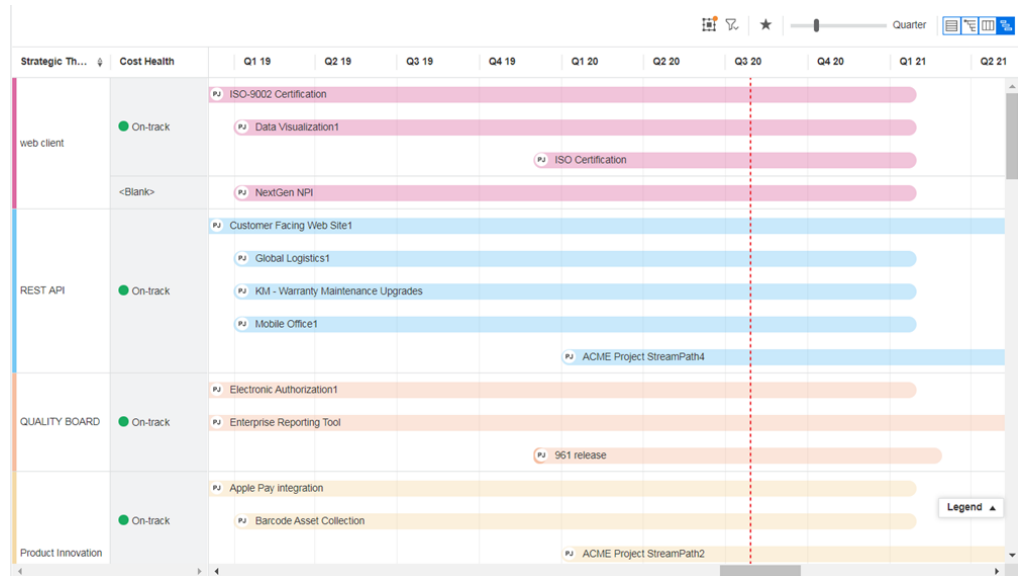 Quarter
Strategic Th... Cost Health Q1 19 Q2 19 Q3 19 Q4 19 Q1 20 Q2 20 Q3 20 Q4 20 Q1 21 Q2 21
PJ ISO-9002 Certification
On-track PJ Data Visualization1
web client
PJ ISO Certification
<Blank> PJ NextGen NPI
PJ Customer Facing Web Site1
PJ Global Logistics1
REST API On-track PJ KM - Warranty Maintenance Upgrades
PJ Mobile Office1
PJ ACME Project StreamPath4
PJ Electronic Authorization1
QUALITY BOARD On-track PJ Enterprise Reporting Tool
PJ 961 release
PJ Apple Pay integration
Legend
On-track PJ Barcode Asset Collection
Product Innovation PJ ACME Project StreamPath2